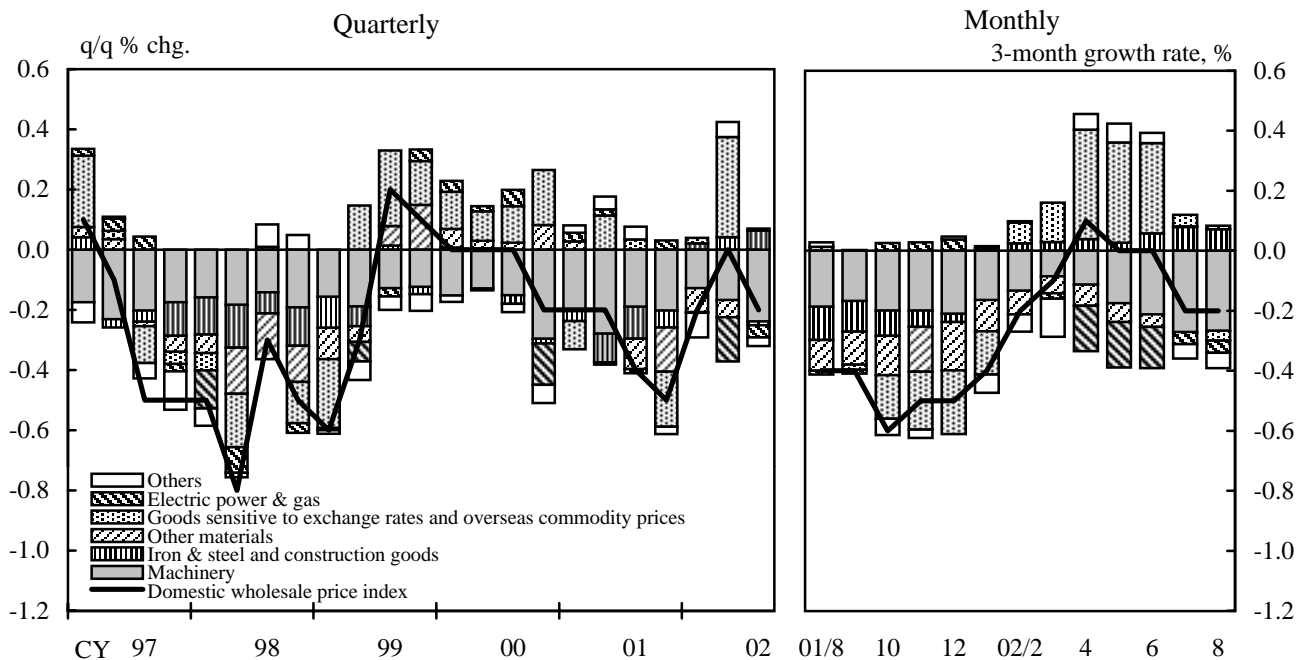 Quarterly
Monthly
q/q % chg.
3-month growth rate, %
0.6
0.4
0.2
0.0
-0.2
-0.4
-0.6
-0.8
-1.0
-1.2
Others
Electric power & gas
Goods sensitive to exchange rates and overseas commodity prices
Other materials
Iron & steel and construction goods
Machinery
Domestic wholesale price index
0.6
0.4
0.2
0.0
-0.2
-0.4
-0.6
-0.8
-1.0
-1.2
CY 97 98 99 00 01 02
01/8 10 12 02/2 4 6 8